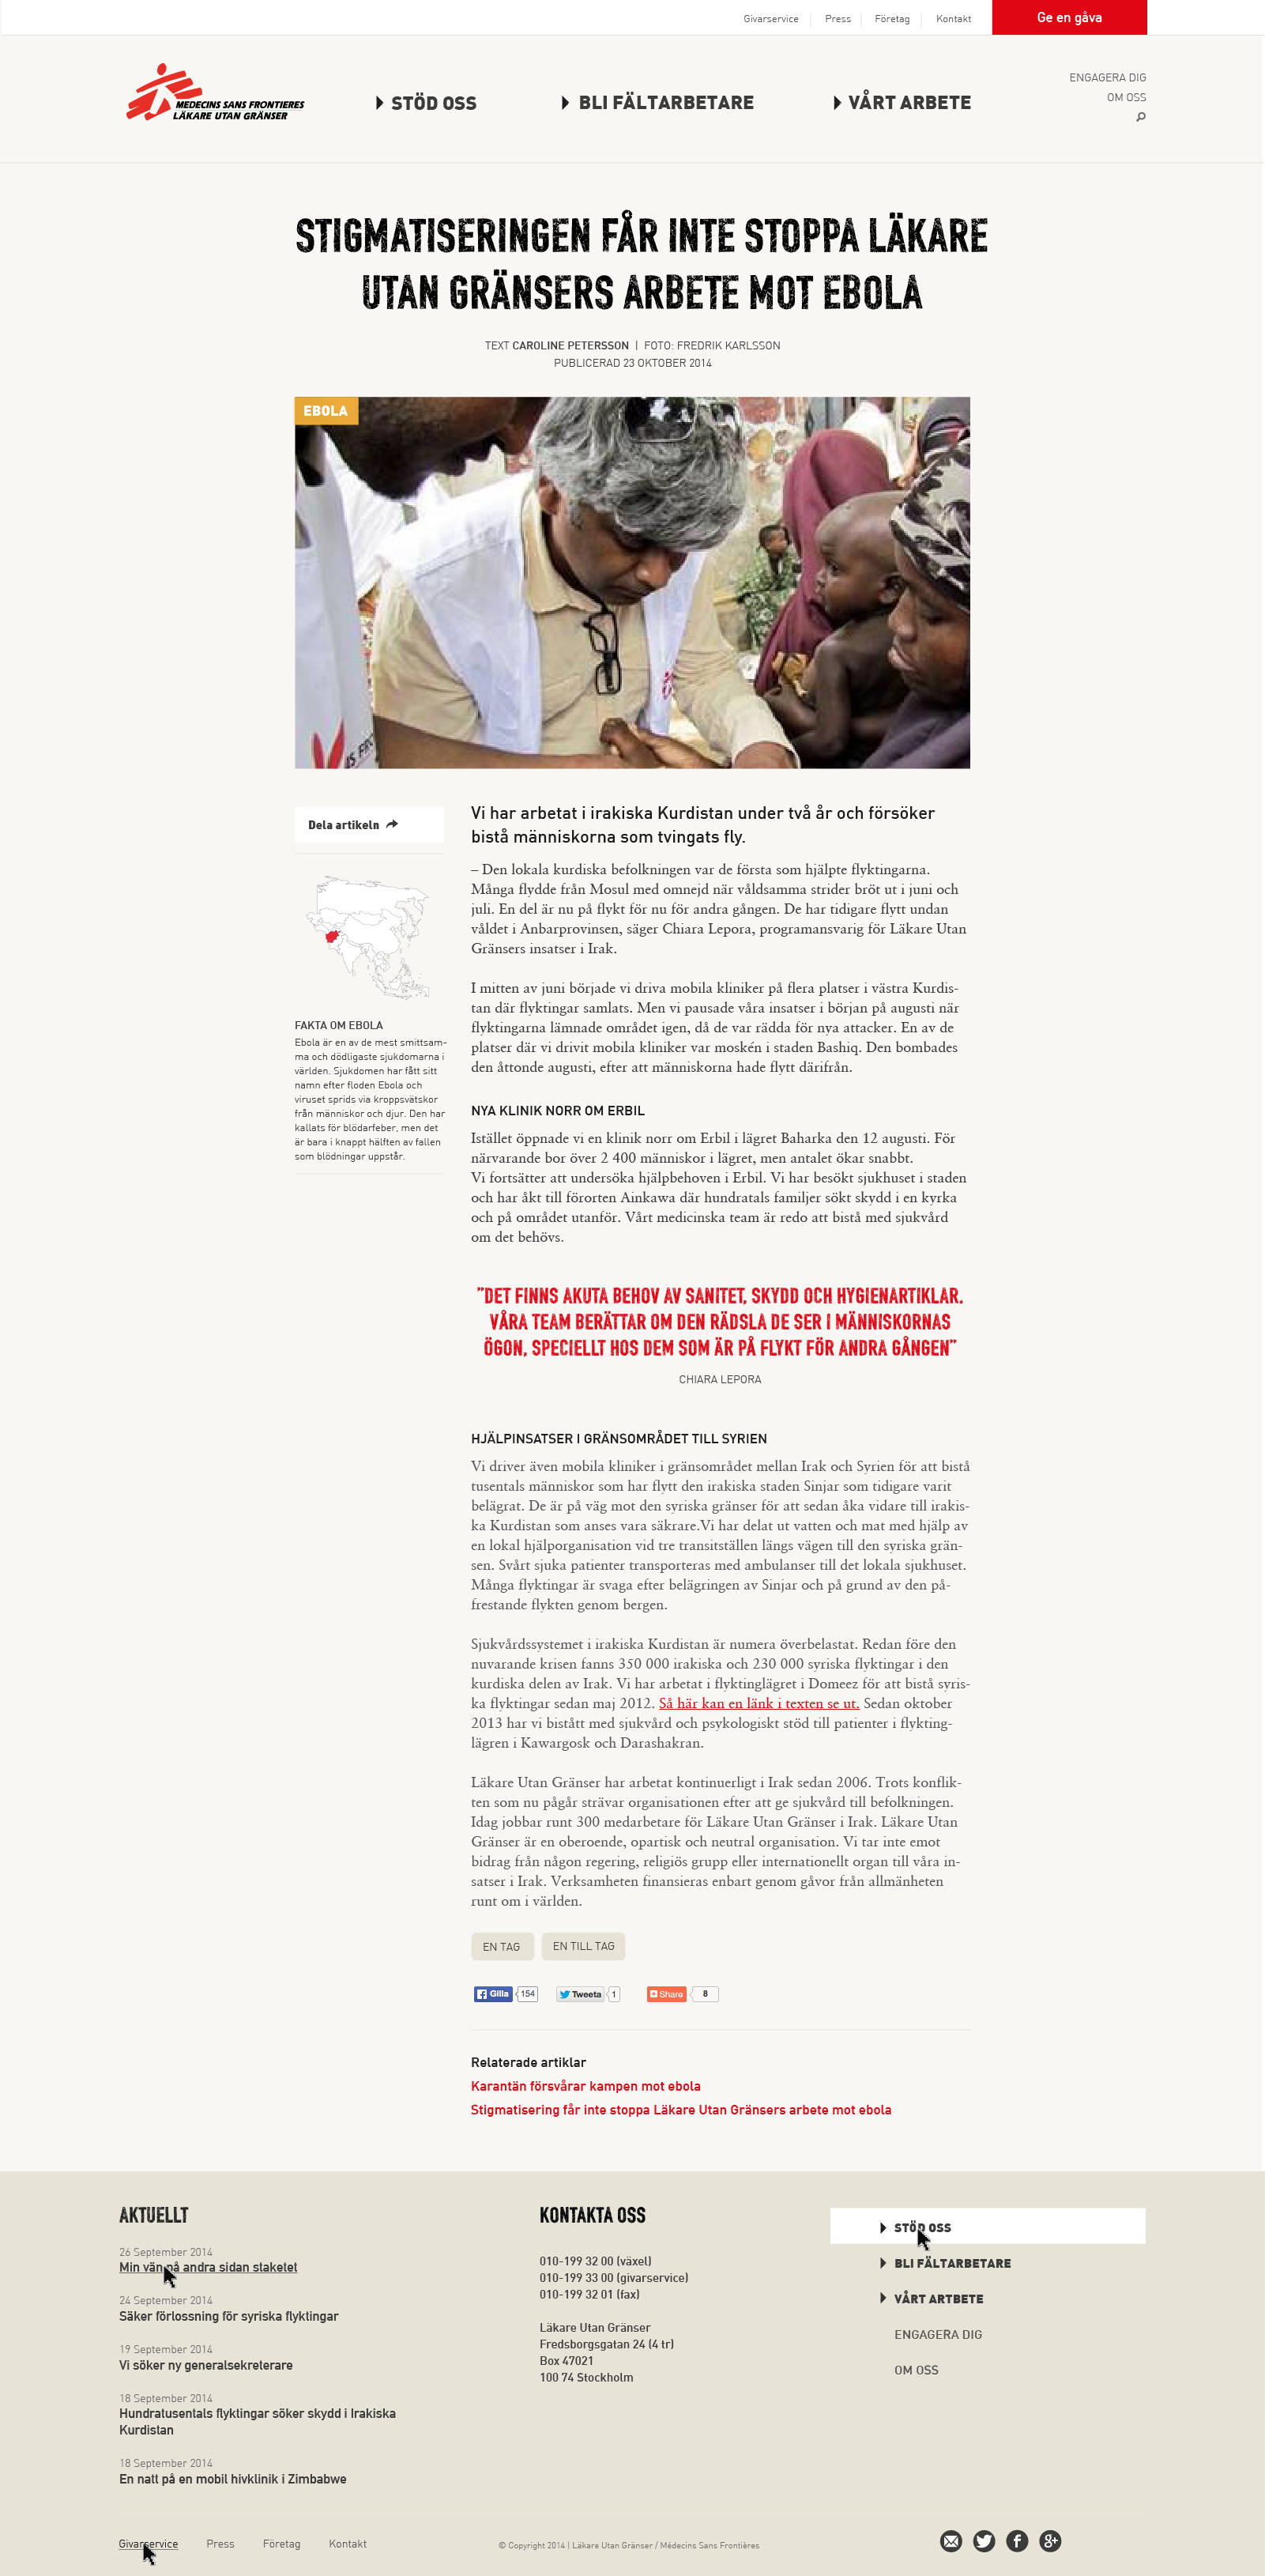 Givarservice
Press
Företag
Kontakt
Ge en gåva
MEDECINS SANS FRONTIERES
LÄKARE UTAN GRÄNSER
STÖD OSS
BLI FÄLTARBETARE
VÅRT ARBETE
ENGAGERA DIG
OM OSS
STIGMATISERINGEN FÅR INTE STOPPA LÄKARE
UTAN GRÄNSERS ARBETE MOT EBOLA
TEXT CAROLINE PETERSSON | FOTO: FREDRIK KARLSSON
PUBLICERAD 23 OKTOBER 2014
EBOLA
IS FR
Dela artikeln
FAKTA OM EBOLA
Ebola är en av de mest smittsam-
ma och dödligaste sjukdomarna i
världen. Sjukdomen har fått sitt
namn efter floden Ebola och
viruset sprids via kroppsvätskor
från människor och djur. Den har
kallats för blödarfeber, men det
är bara i knappt hälften av fallen
som blödningar uppstår.
Vi har arbetat i irakiska Kurdistan under två år och försöker
bistå människorna som tvingats fly.
– Den lokala kurdiska befolkningen var de första som hjälpte flyktingarna.
Många flydde från Mosul med omnejd när våldsamma strider bröt ut i juni och
juli. En del är nu på flykt för nu för andra gången. De har tidigare flytt undan
våldet i Anbarprovinsen, säger Chiara Lepora, programansvarig för Läkare Utan
Gränsers insatser i Irak.
I mitten av juni började vi driva mobila kliniker på flera platser i västra Kurdis-
tan där flyktingar samlats. Men vi pausade våra insatser i början på augusti när
flyktingarna lämnade området igen, då de var rädda för nya attacker. En av de
platser där vi drivit mobila kliniker var moskén i staden Bashiq. Den bombades
den åttonde augusti, efter att människorna hade flytt därifrån.
NYA KLINIK NORR OM ERBIL
Istället öppnade vi en klinik norr om Erbil i lägret Baharka den 12 augusti. För
närvarande bor över 2 400 människor i lägret, men antalet ökar snabbt.
Vi fortsätter att undersöka hjälpbehoven i Erbil. Vi har besökt sjukhuset i staden
och har åkt till förorten Ainkawa där hundratals familjer sökt skydd i en kyrka
och på området utanför. Vårt medicinska team är redo att bistå med sjukvård
om det behövs.
”DET FINNS AKUTA BEHOV AV SANITET, SKYDD OCH HYGIENARTIKLAR.
VÅRA TEAM BERÄTTAR OM DEN RÄDSLA DE SER I MÄNNISKORNAS
ÖGON, SPECIELLT HOS DEM SOM ÄR PÅ FLYKT FÖR ANDRA GÅNGEN”
CHIARA LEPORA
HJÄLPINSATSER I GRÄNSOMRÅDET TILL SYRIEN
Vi driver även mobila kliniker i gränsområdet mellan Irak och Syrien för att bistå
tusentals människor som har flytt den irakiska staden Sinjar som tidigare varit
belägrat. De är på väg mot den syriska gränser för att sedan åka vidare till irakis-
ka Kurdistan som anses vara säkrare.Vi har delat ut vatten och mat med hjälp av
en lokal hjälporganisation vid tre transitställen längs vägen till den syriska grän-
sen. Svårt sjuka patienter transporteras med ambulanser till det lokala sjukhuset.
Många flyktingar är svaga efter belägringen av Sinjar och på grund av den på-
frestande flykten genom bergen.
Sjukvårdssystemet i irakiska Kurdistan är numera överbelastat. Redan före den
nuvarande krisen fanns 350 000 irakiska och 230 000 syriska flyktingar i den
kurdiska delen av Irak. Vi har arbetat i flyktinglägret i Domeez för att bistå syris-
ka flyktingar sedan maj 2012. Så här kan en länk i texten se ut. Sedan oktober
2013 har vi bistått med sjukvård och psykologiskt stöd till patienter i flykting-
lägren i Kawargosk och Darashakran.
Läkare Utan Gränser har arbetat kontinuerligt i Irak sedan 2006. Trots konflik-
ten som nu pågår strävar organisationen efter att ge sjukvård till befolkningen.
Idag jobbar runt 300 medarbetare för Läkare Utan Gränser i Irak. Läkare Utan
Gränser är en oberoende, opartisk och neutral organisation. Vi tar inte emot
bidrag från någon regering, religiös grupp eller internationellt organ till våra in-
satser i Irak. Verksamheten finansieras enbart genom gåvor från allmänheten
runt om i världen.
EN TAG
EN TILL TAG
Gilla 154
Tweeta 1
Share 8
Relaterade artiklar
Karantän försvårar kampen mot ebola
Stigmatisering får inte stoppa Läkare Utan Gränsers arbete mot ebola
AKTUELLT
26 September 2014
Min vän på andra sidan staketet
24 September 2014
Säker förlossning för syriska flyktingar
19 September 2014
Vi söker ny generalsekreterare
18 September 2014
Hundratusentals flyktingar söker skydd i Irakiska
Kurdistan
18 September 2014
En natt på en mobil hivklinik i Zimbabwe
KONTAKTA OSS
010-199 32 00 (växel)
010-199 33 00 (givarservice)
010-199 32 01 (fax)
Läkare Utan Gränser
Fredsborgsgatan 24 (4 tr)
Box 47021
100 74 Stockholm
STÖD OSS
BLI FÄLTARBETARE
VÅRT ARTBETE
ENGAGERA DIG
OM OSS
Givarservice
Press
Företag
Kontakt
© Copyright 2014 | Läkare Utan Gränser / Médecins Sans Frontières